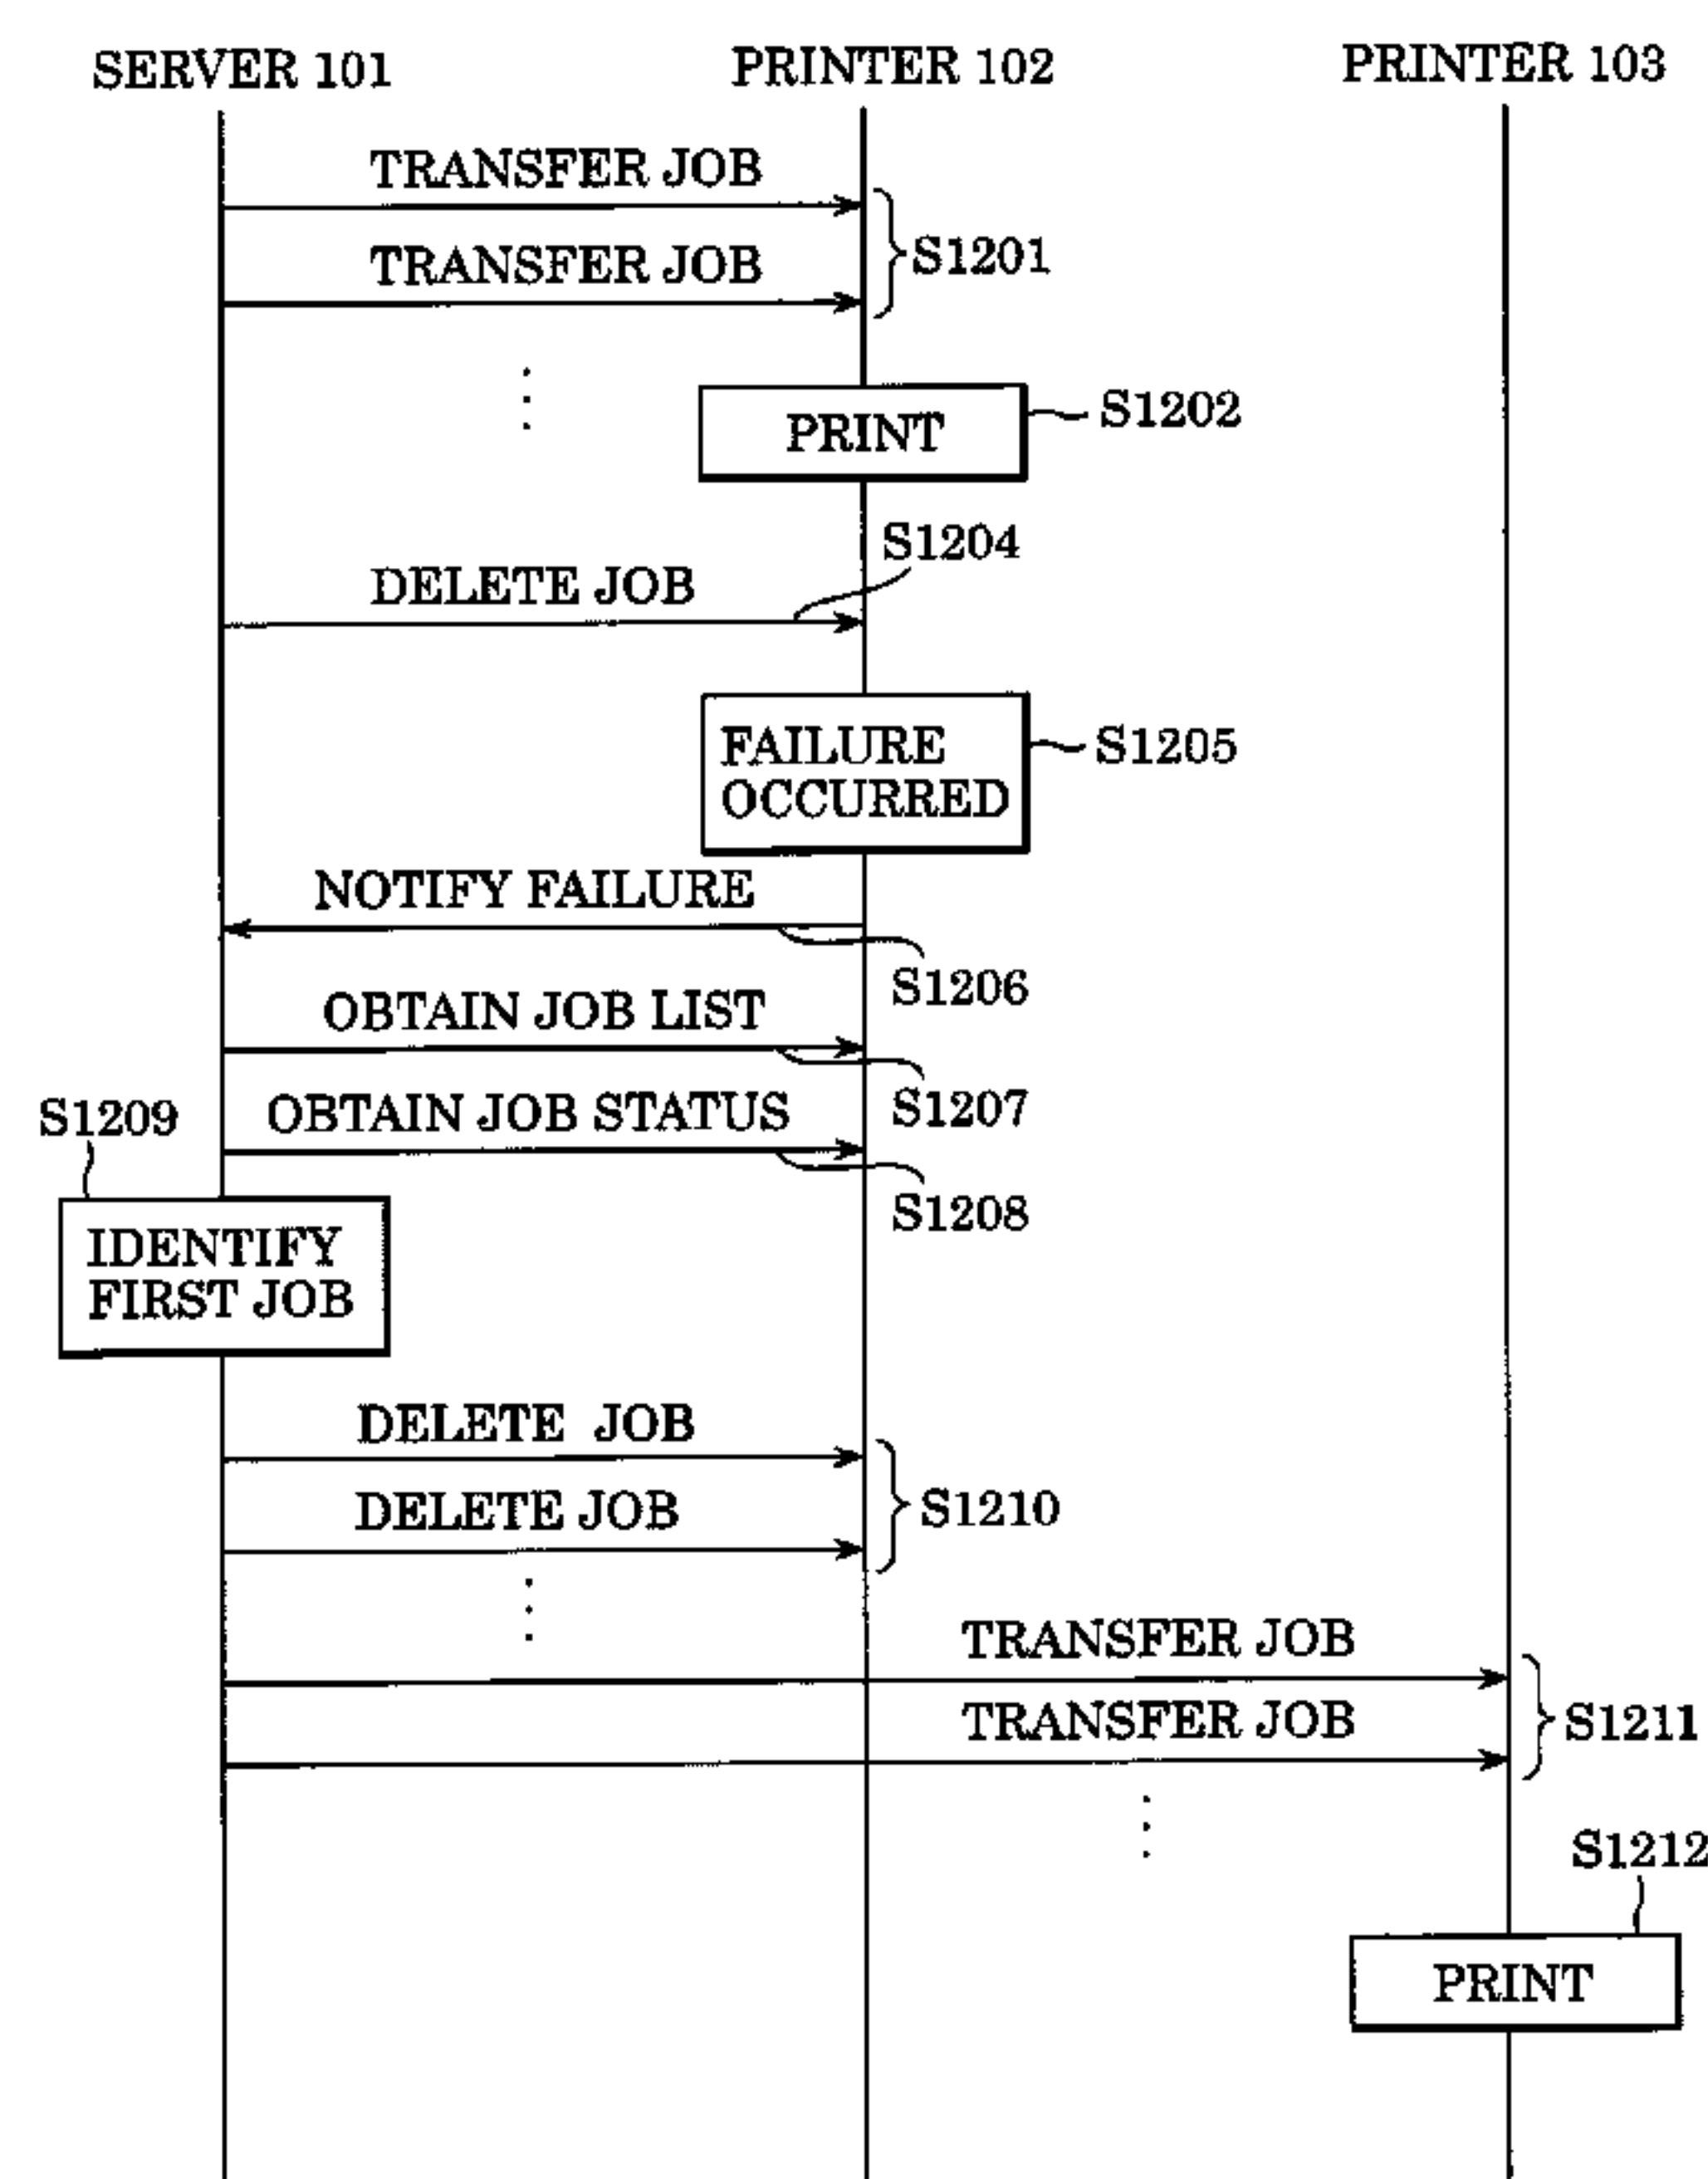 SERVER 101
PRINTER 102
PRINTER 103
TRANSFER JOB
TRANSFER JOB
S1201
PRINT
S1202
S1204
DELETE JOB
FAILURE
OCCURRED
S1205
NOTIFY FAILURE
S1206
OBTAIN JOB LIST
S1207
S1209
OBTAIN JOB STATUS
S1208
IDENTIFY
FIRST JOB
DELETE JOB
DELETE JOB
S1210
TRANSFER JOB
TRANSFER JOB
S1211
S1212
PRINT